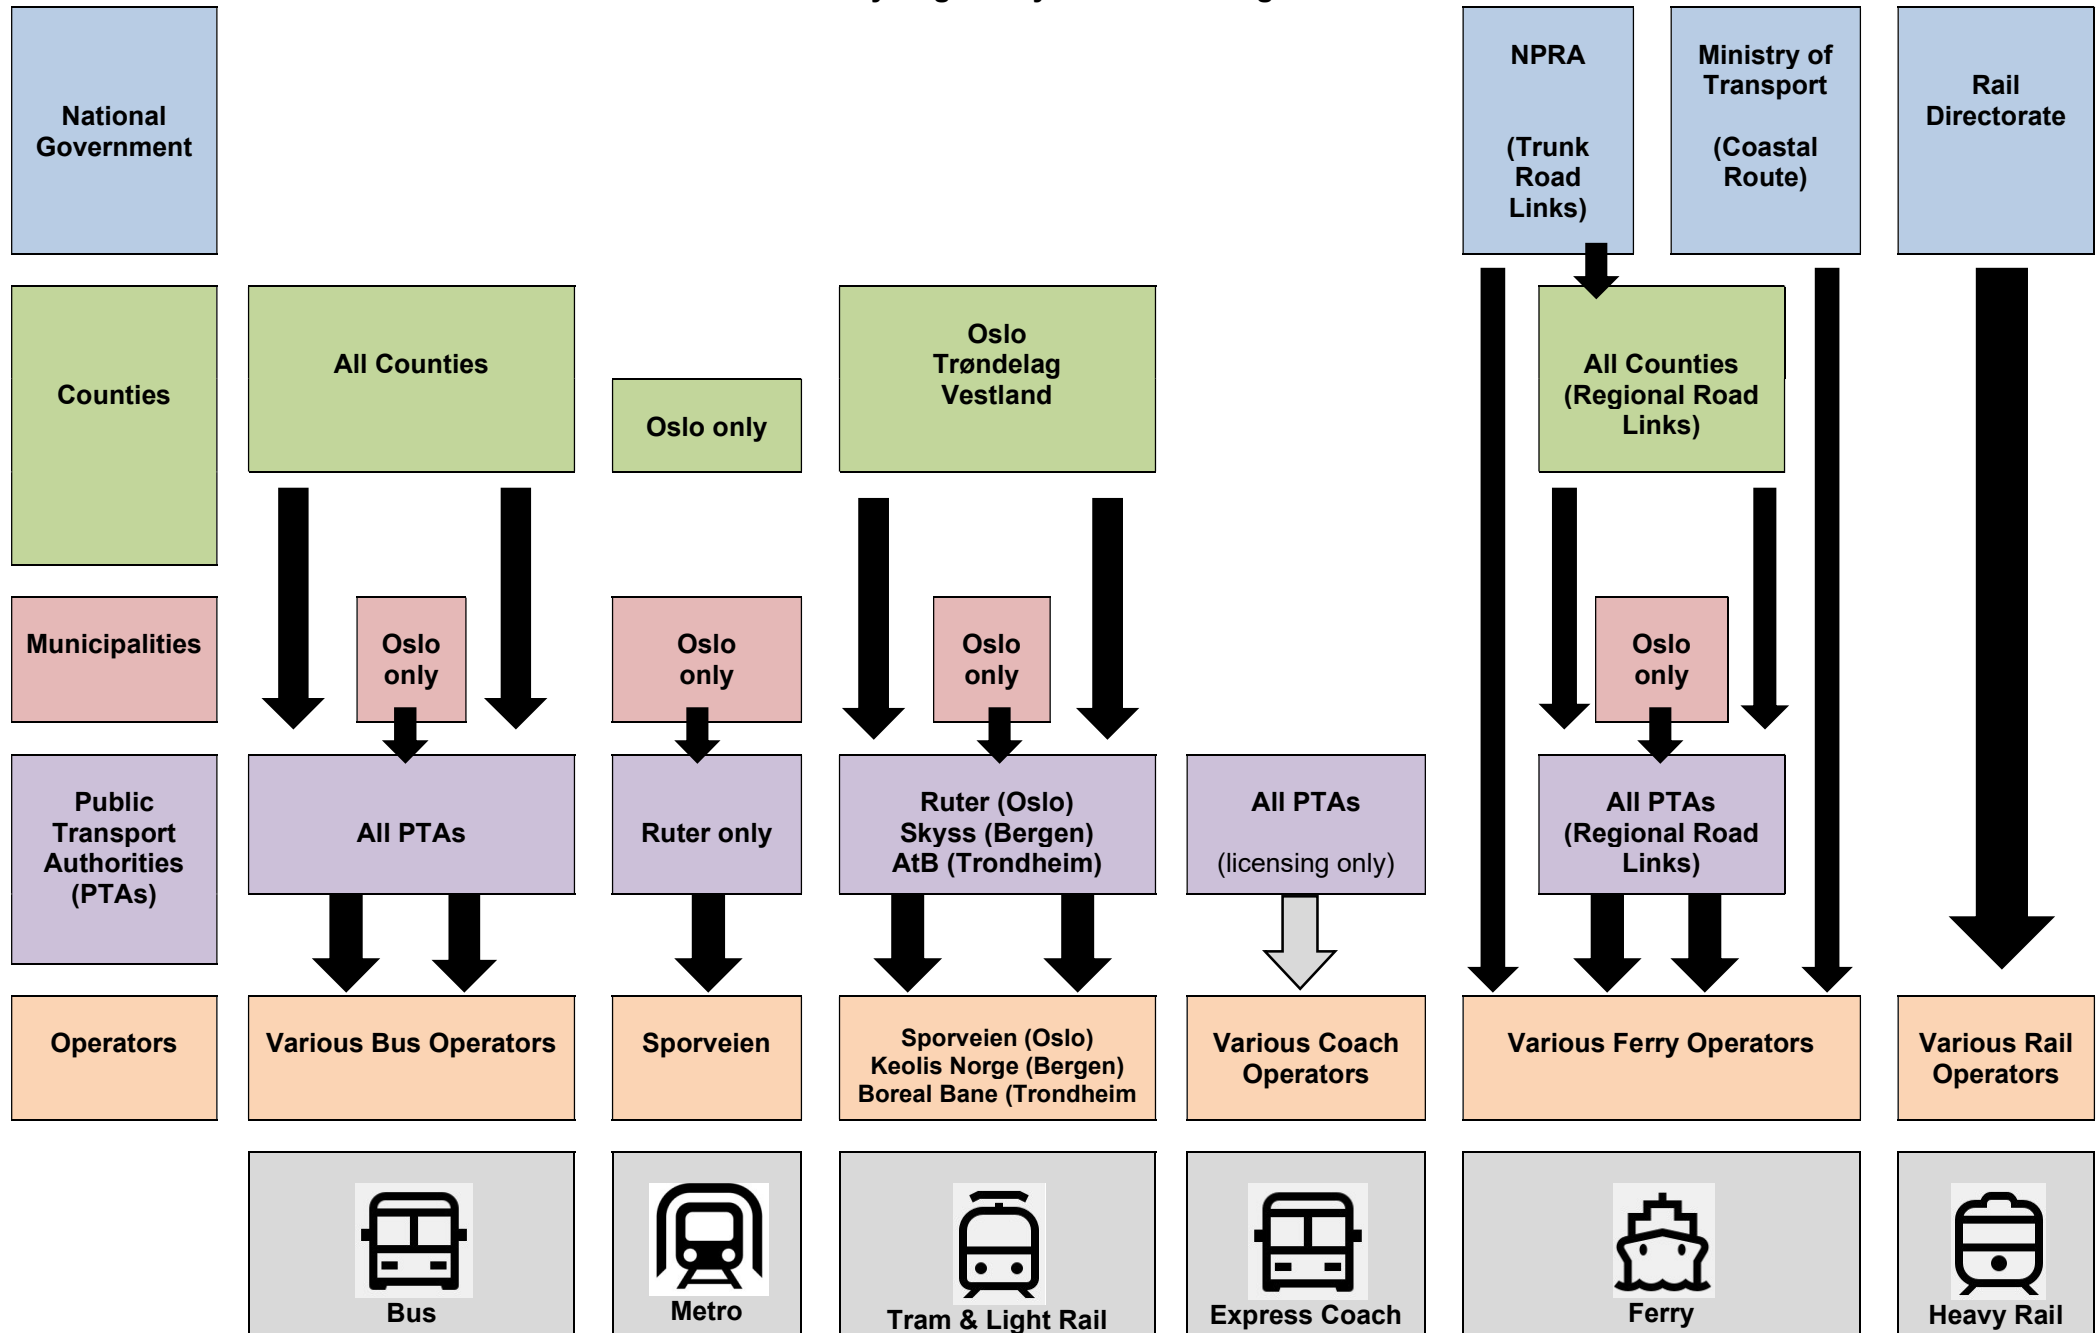 NPRA
(Trunk
Road
Links)
Ministry of
Transport
(Coastal
Route)
Rail
Directorate
National
Government
Counties
All Counties
Oslo only
Oslo
Trøndelag
Vestland
All Counties
(Regional Road
Links)
Municipalities
Oslo
only
Oslo
only
Oslo
only
Oslo
only
Public
Transport
Authorities
(PTAs)
All PTAs
Ruter only
Ruter (Oslo)
Skyss (Bergen)
AtB (Trondheim)
All PTAs
(licensing only)
All PTAs
(Regional Road
Links)
Operators
Various Bus Operators
Sporveien
Sporveien (Oslo)
Keolis Norge (Bergen)
Boreal Bane (Trondheim
Various Coach
Operators
Various Ferry Operators
Various Rail
Operators
Bus
Metro
Tram & Light Rail
Express Coach
Ferry
Heavy Rail